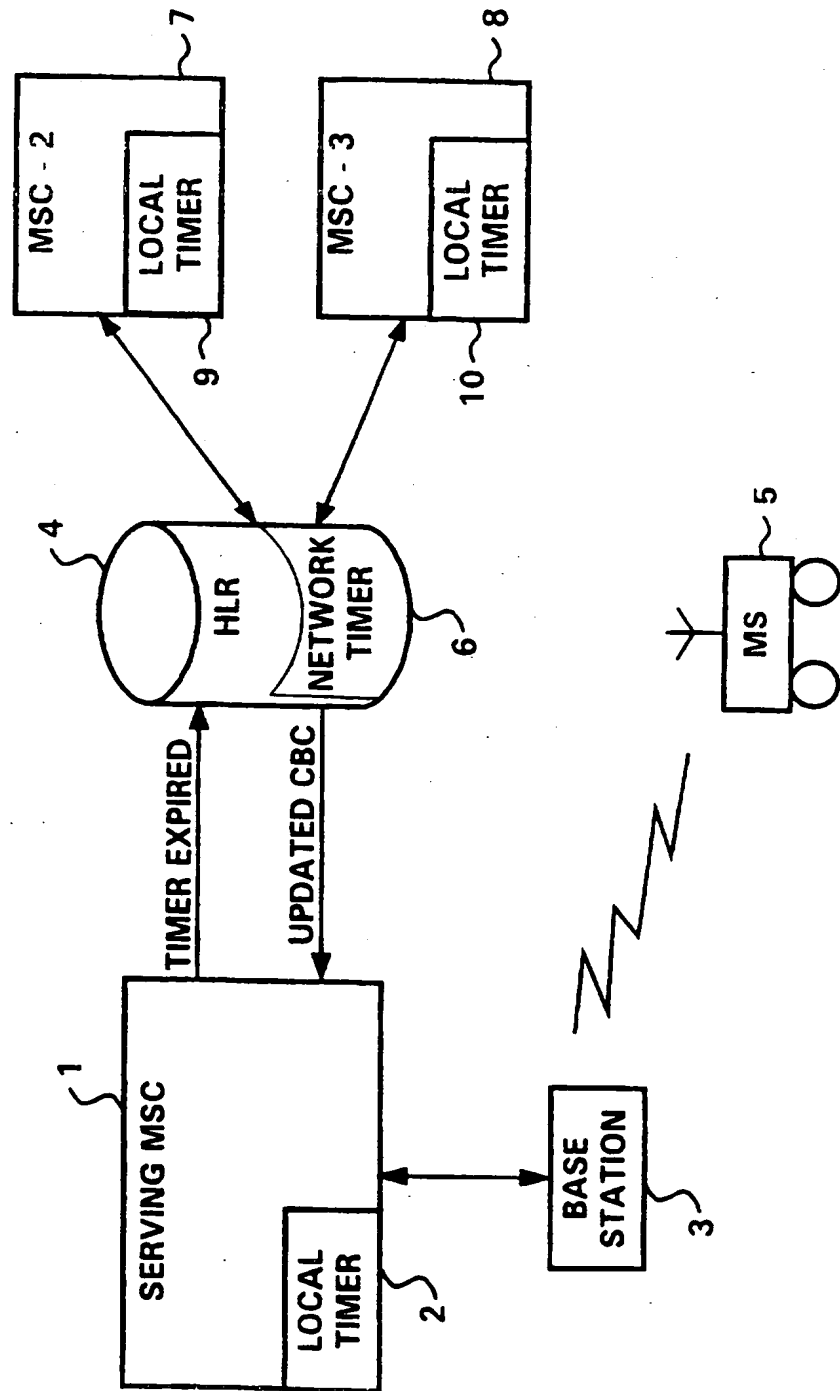 SERVING MSC
1
LOCAL
TIMER
2
TIMER EXPIRED
UPDATED CBC
4
HLR
NETWORK
TIMER
6
MSC - 2
7
LOCAL
TIMER
9
MSC - 3
8
LOCAL
TIMER
10
BASE
STATION
3
MS
5